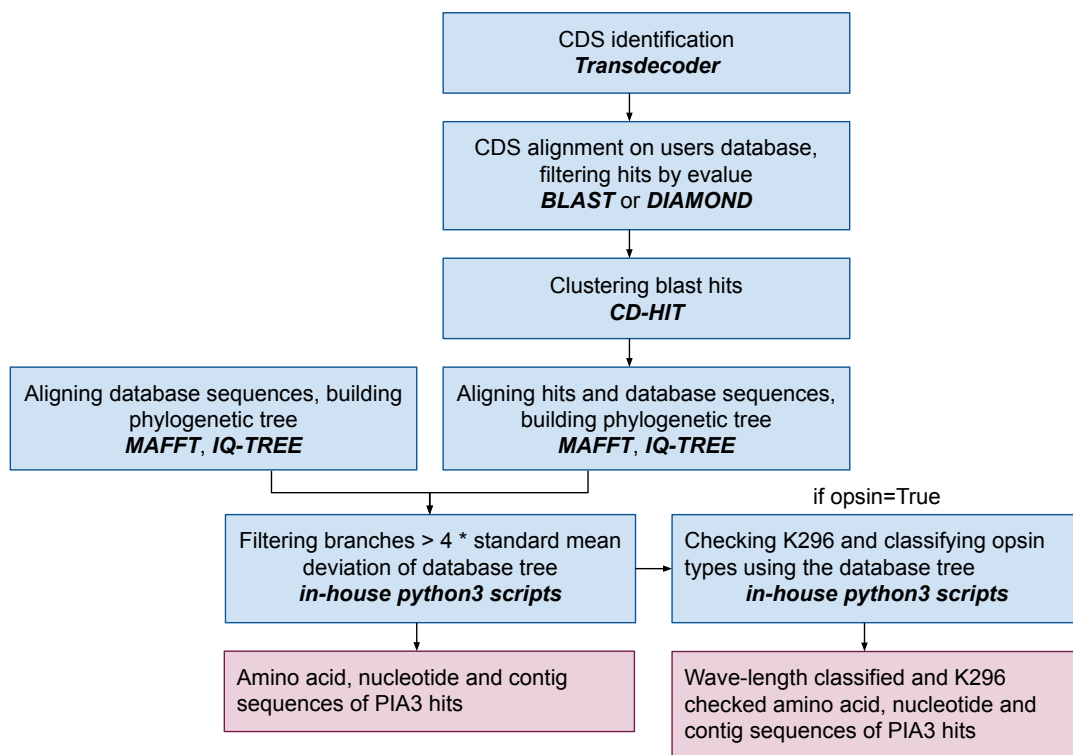 CDS identification
Transdecoder
CDS alignment on users database,
filtering hits by evalue
BLAST or DIAMOND
Clustering blast hits
CD-HIT
Aligning database sequences, building
phylogenetic tree
MAFFT, IQ-TREE
Aligning hits and database sequences,
building phylogenetic tree
MAFFT, IQ-TREE
if opsin=True
Filtering branches > 4 * standard mean
deviation of database tree
in-house python3 scripts
Checking K296 and classifying opsin
types using the database tree
in-house python3 scripts
Amino acid, nucleotide and contig
sequences of PIA3 hits
Wave-length classified and K296
checked amino acid, nucleotide and
contig sequences of PIA3 hits